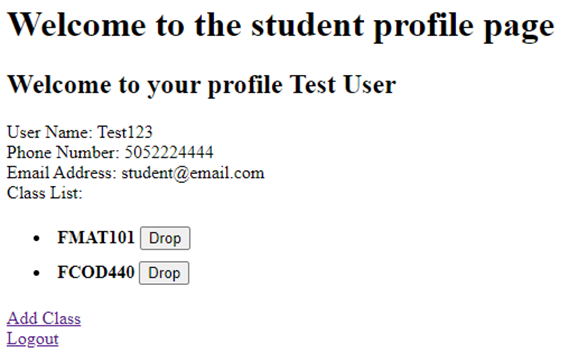 Welcome to the student profile page
Welcome to your profile Test User
User Name: Test123
Phone Number: 5052224444
Email Address: student@email.com
Class List:
FMAT101 Drop
FCOD440 Drop
Add Class
Logout